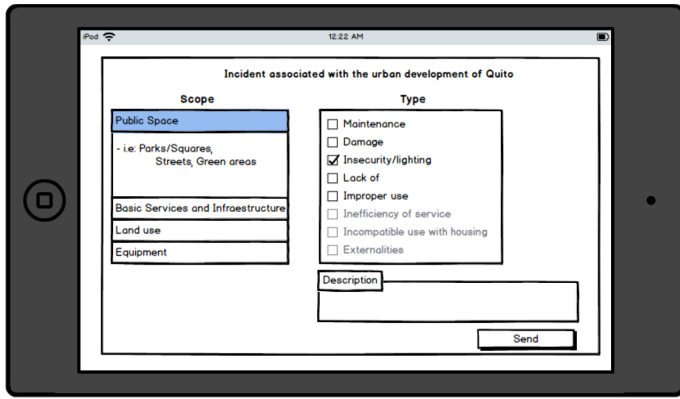 iPad
12:22 AM
Incident associated with the urban development of Quito
Scope
Public Space
- i.e: Parks/Squares,
Streets, Green areas
Basic Services and Infraestructure
Land use
Equipment
Type
Maintenance
Damage
Insecurity/lighting
Lack of
Improper use
Inefficiency of service
Incompatible use with housing
Externalities
Description
Send